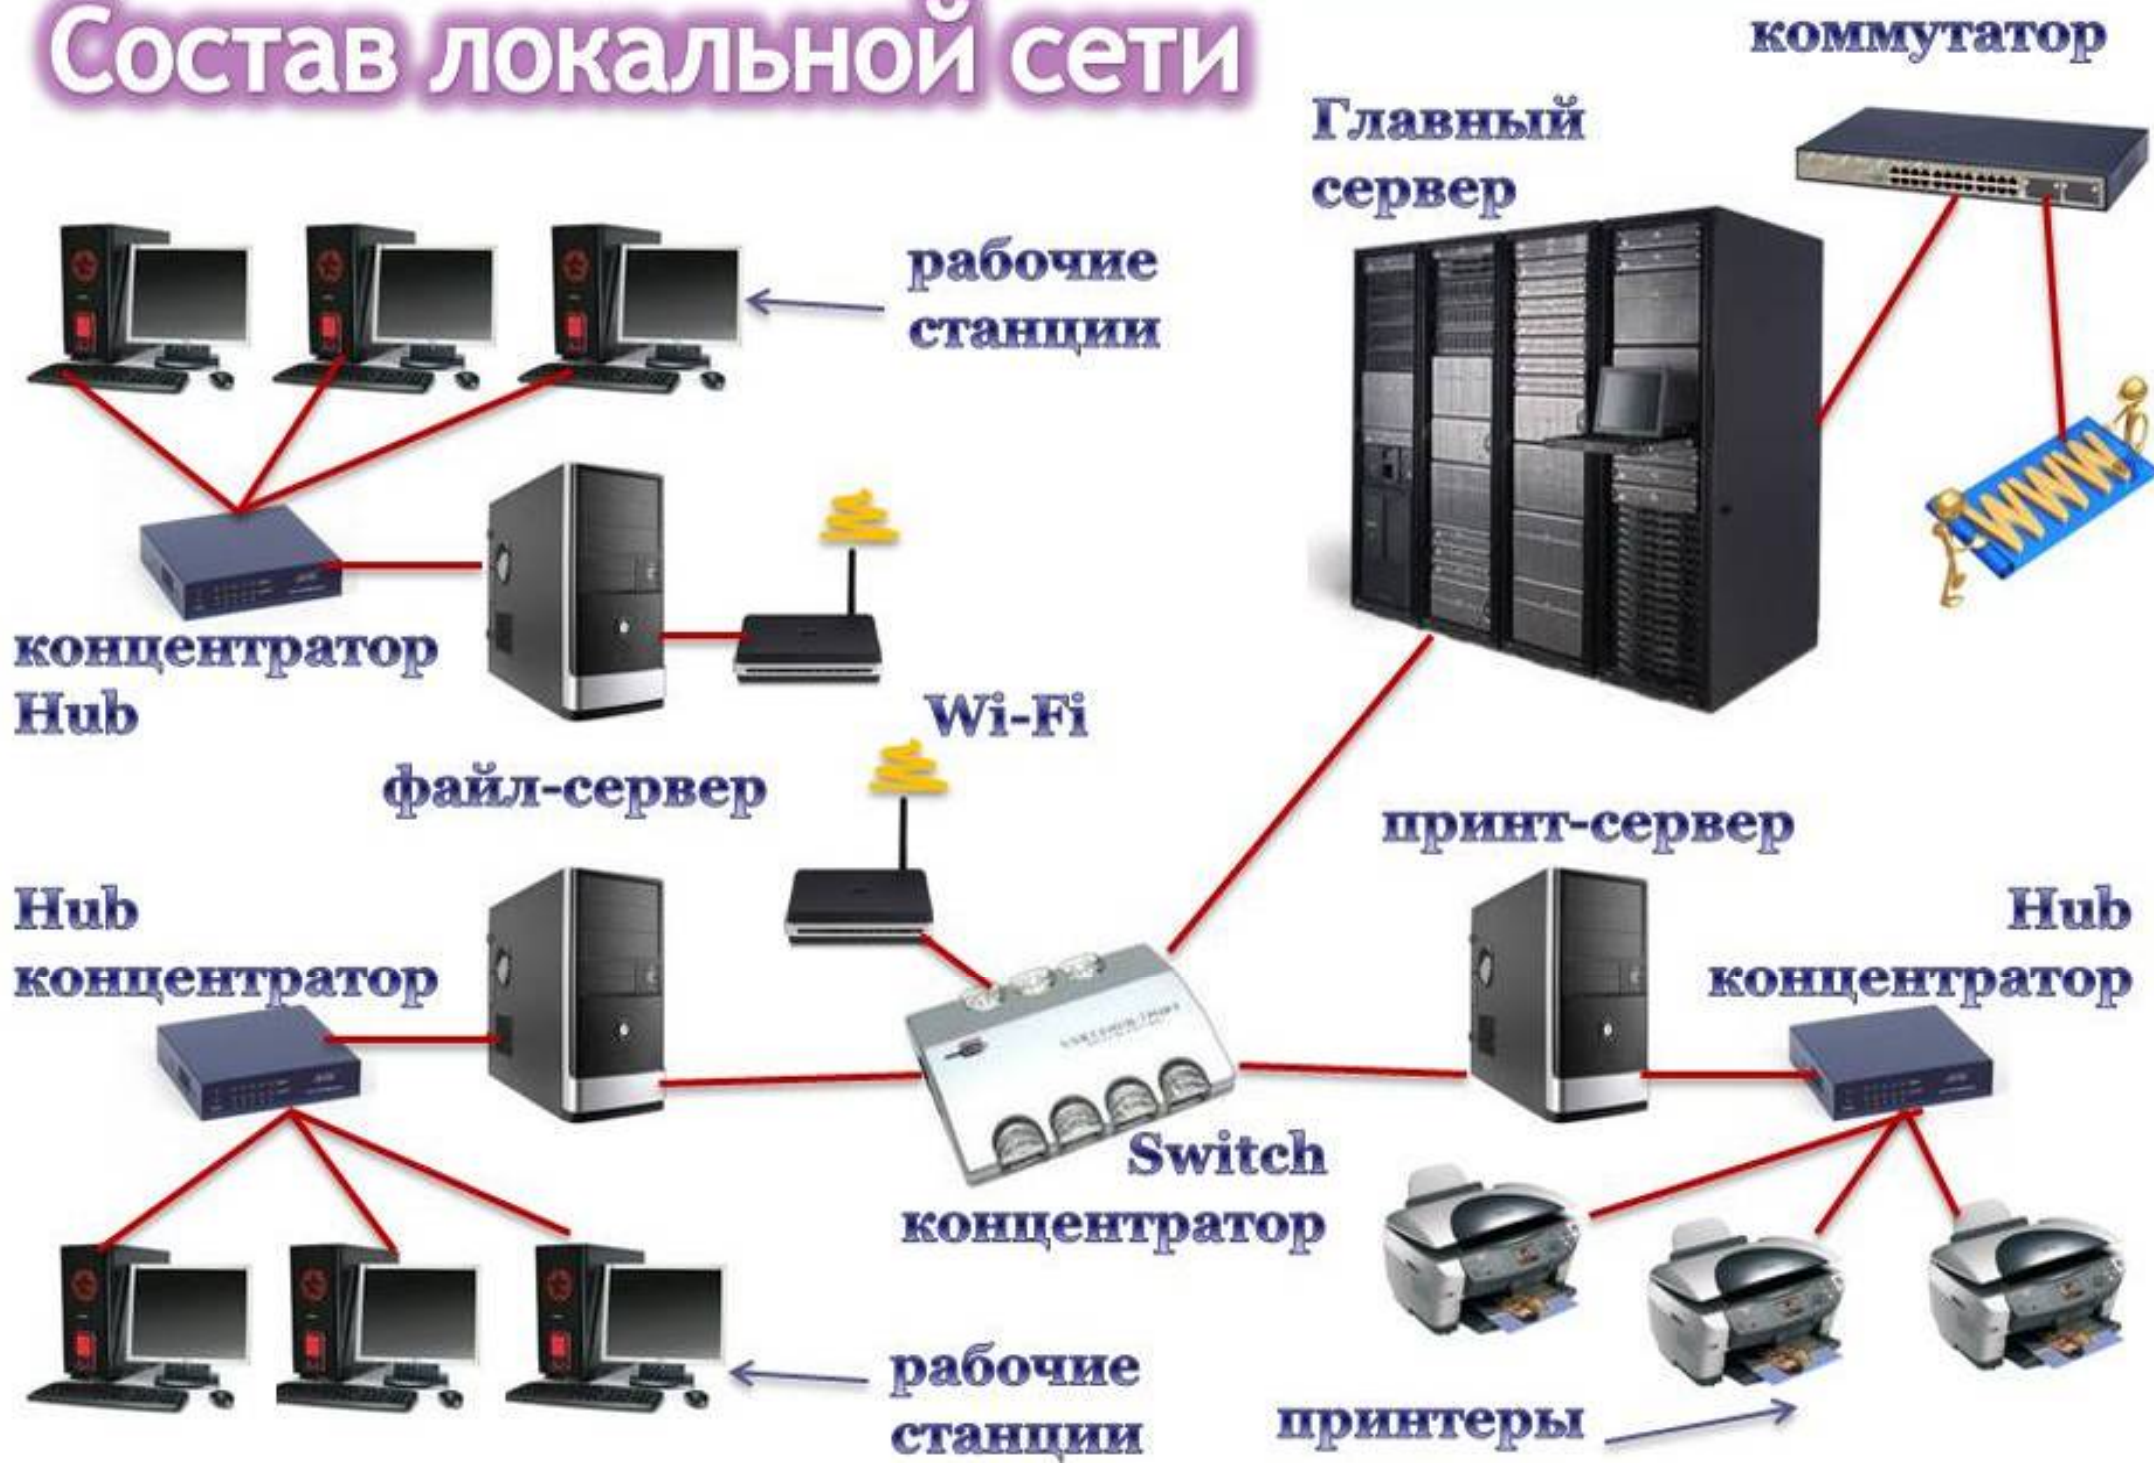 Состав локальной сети
коммутатор
Главный
сервер
рабочие
станции
WWW
концентратор
Hub
Wi-Fi
файл-сервер
принт-сервер
Hub
концентратор
Hub
концентратор
Switch
концентратор
рабочие
станции
принтеры